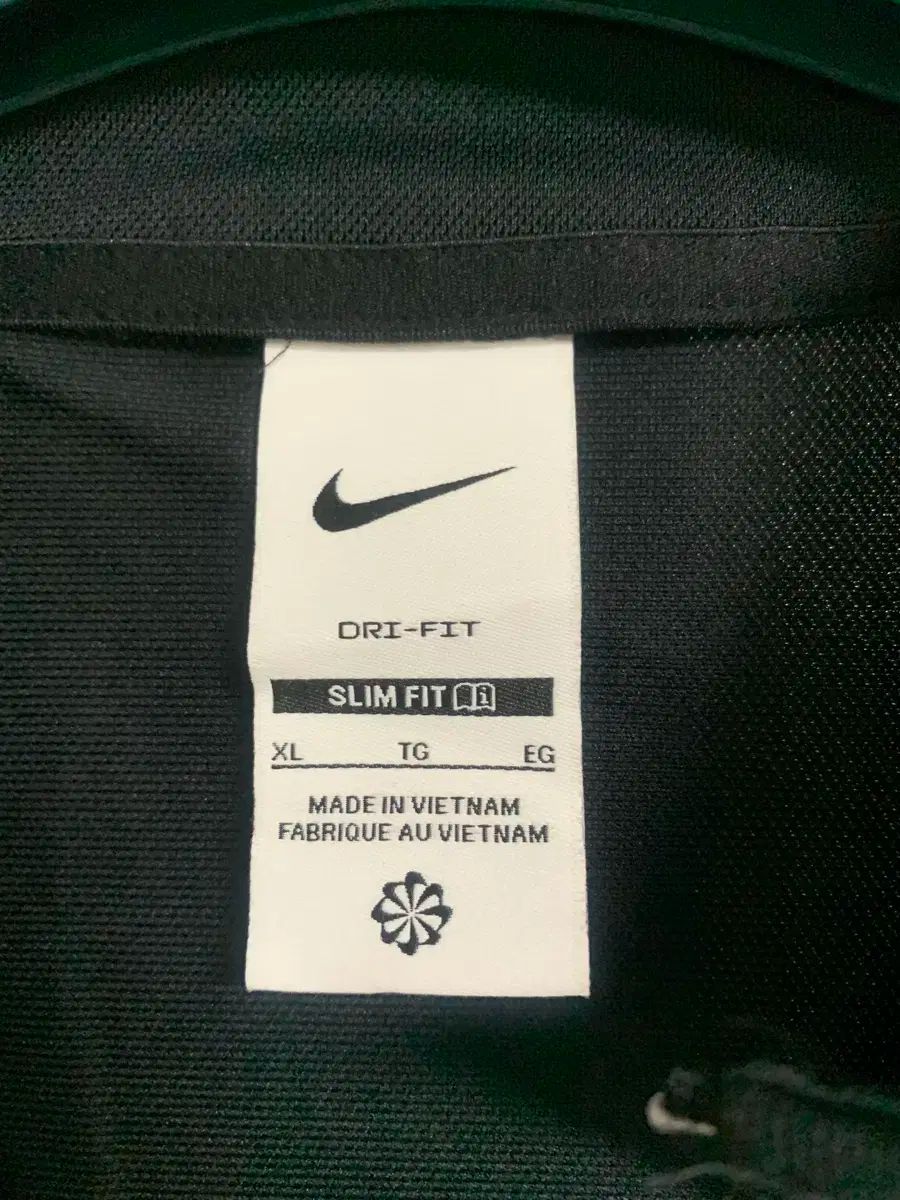 DRI-FIT
SLIM FIT
XL TG EG
MADE IN VIETNAM
FABRIQUE AU VIETNAM